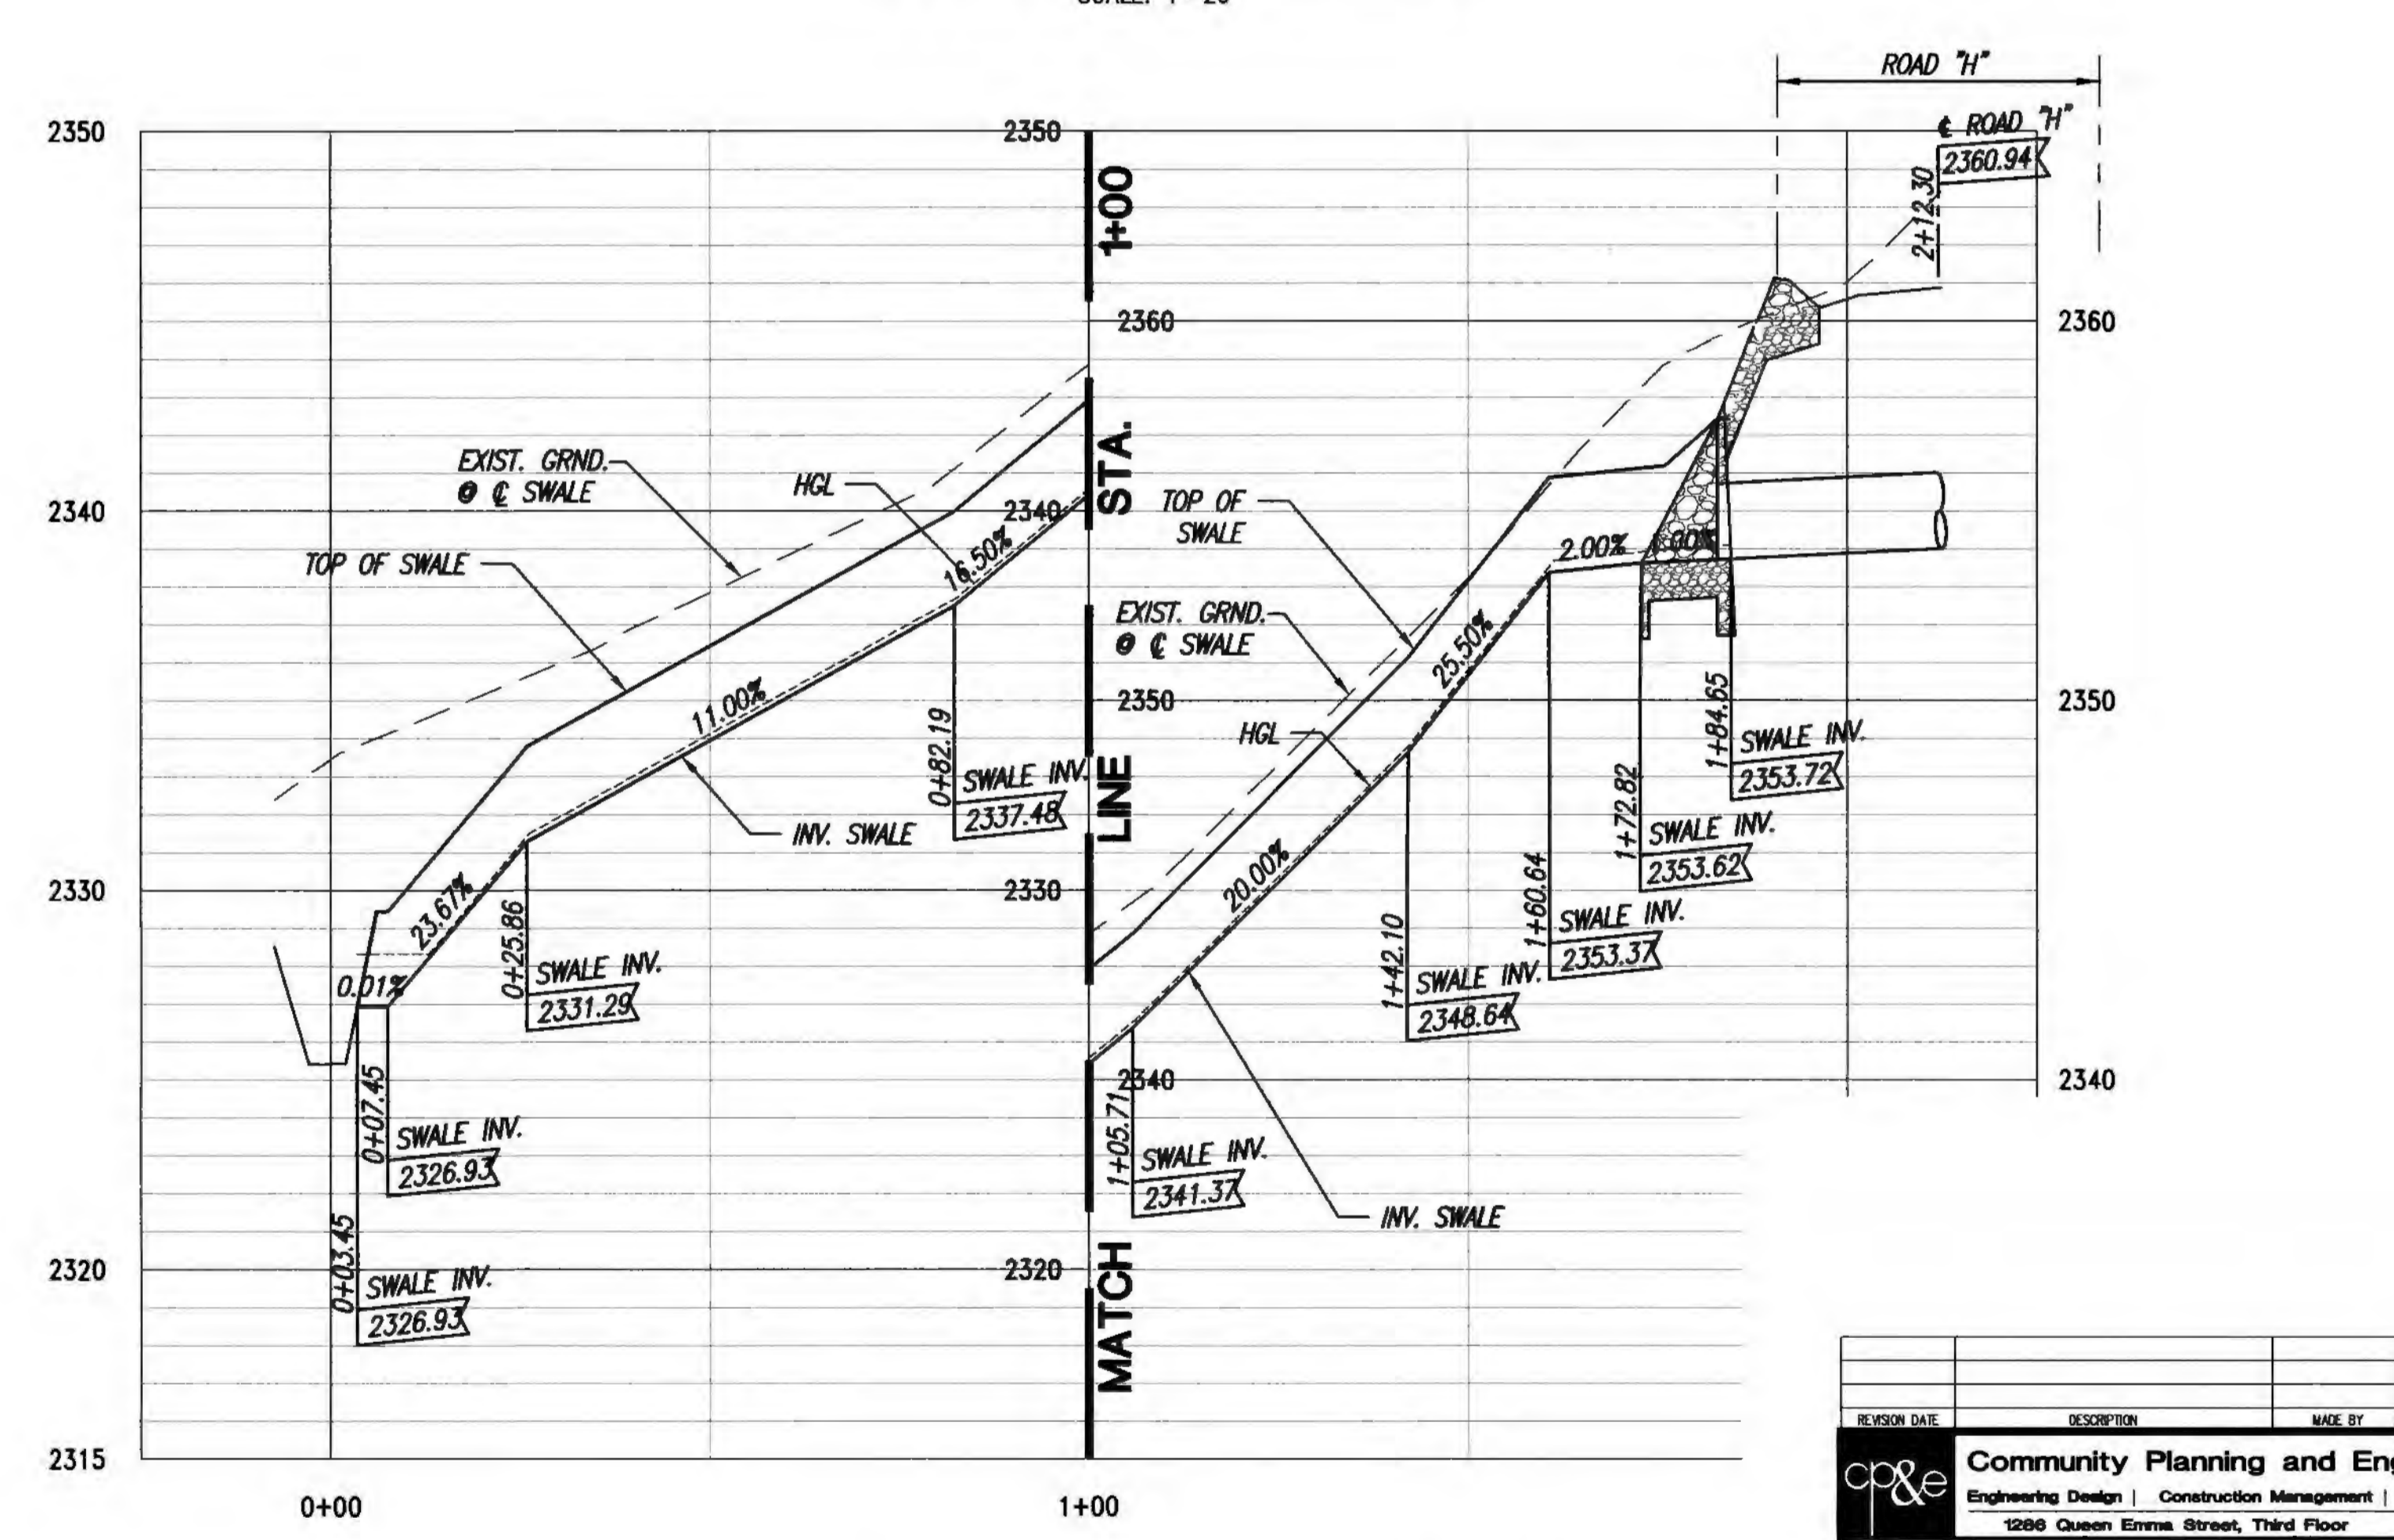 ROAD "H"
℄ ROAD "H"
2360.94
2+12.30
2350
2350
1+00
2360
2360
EXIST. GRND.
@ ℄ SWALE
HGL
TOP OF
SWALE
2340
2340
STA.
16.50%
2.00%
TOP OF SWALE
EXIST. GRND.
@ ℄ SWALE
25.50%
11.00%
2350
2350
HGL
0+82.19
SWALE INV.
2337.48
LINE
1+84.65
SWALE INV.
2353.72
INV. SWALE
1+72.82
SWALE INV.
2353.62
2330
2330
23.67%
20.00%
1+60.64
SWALE INV.
2353.37
0+25.86
SWALE INV.
2331.29
0.01%
1+42.10
SWALE INV.
2348.64
2340
2340
0+07.45
SWALE INV.
2326.93
1+05.71
SWALE INV.
2341.37
INV. SWALE
2320
2320
0+03.45
SWALE INV.
2326.93
MATCH
2315
0+00
1+00
REVISION DATE
DESCRIPTION
MADE BY
cp&e
Community Planning and
Engineering Design | Construction Management |
1286 Queen Emma Street, Third Floor